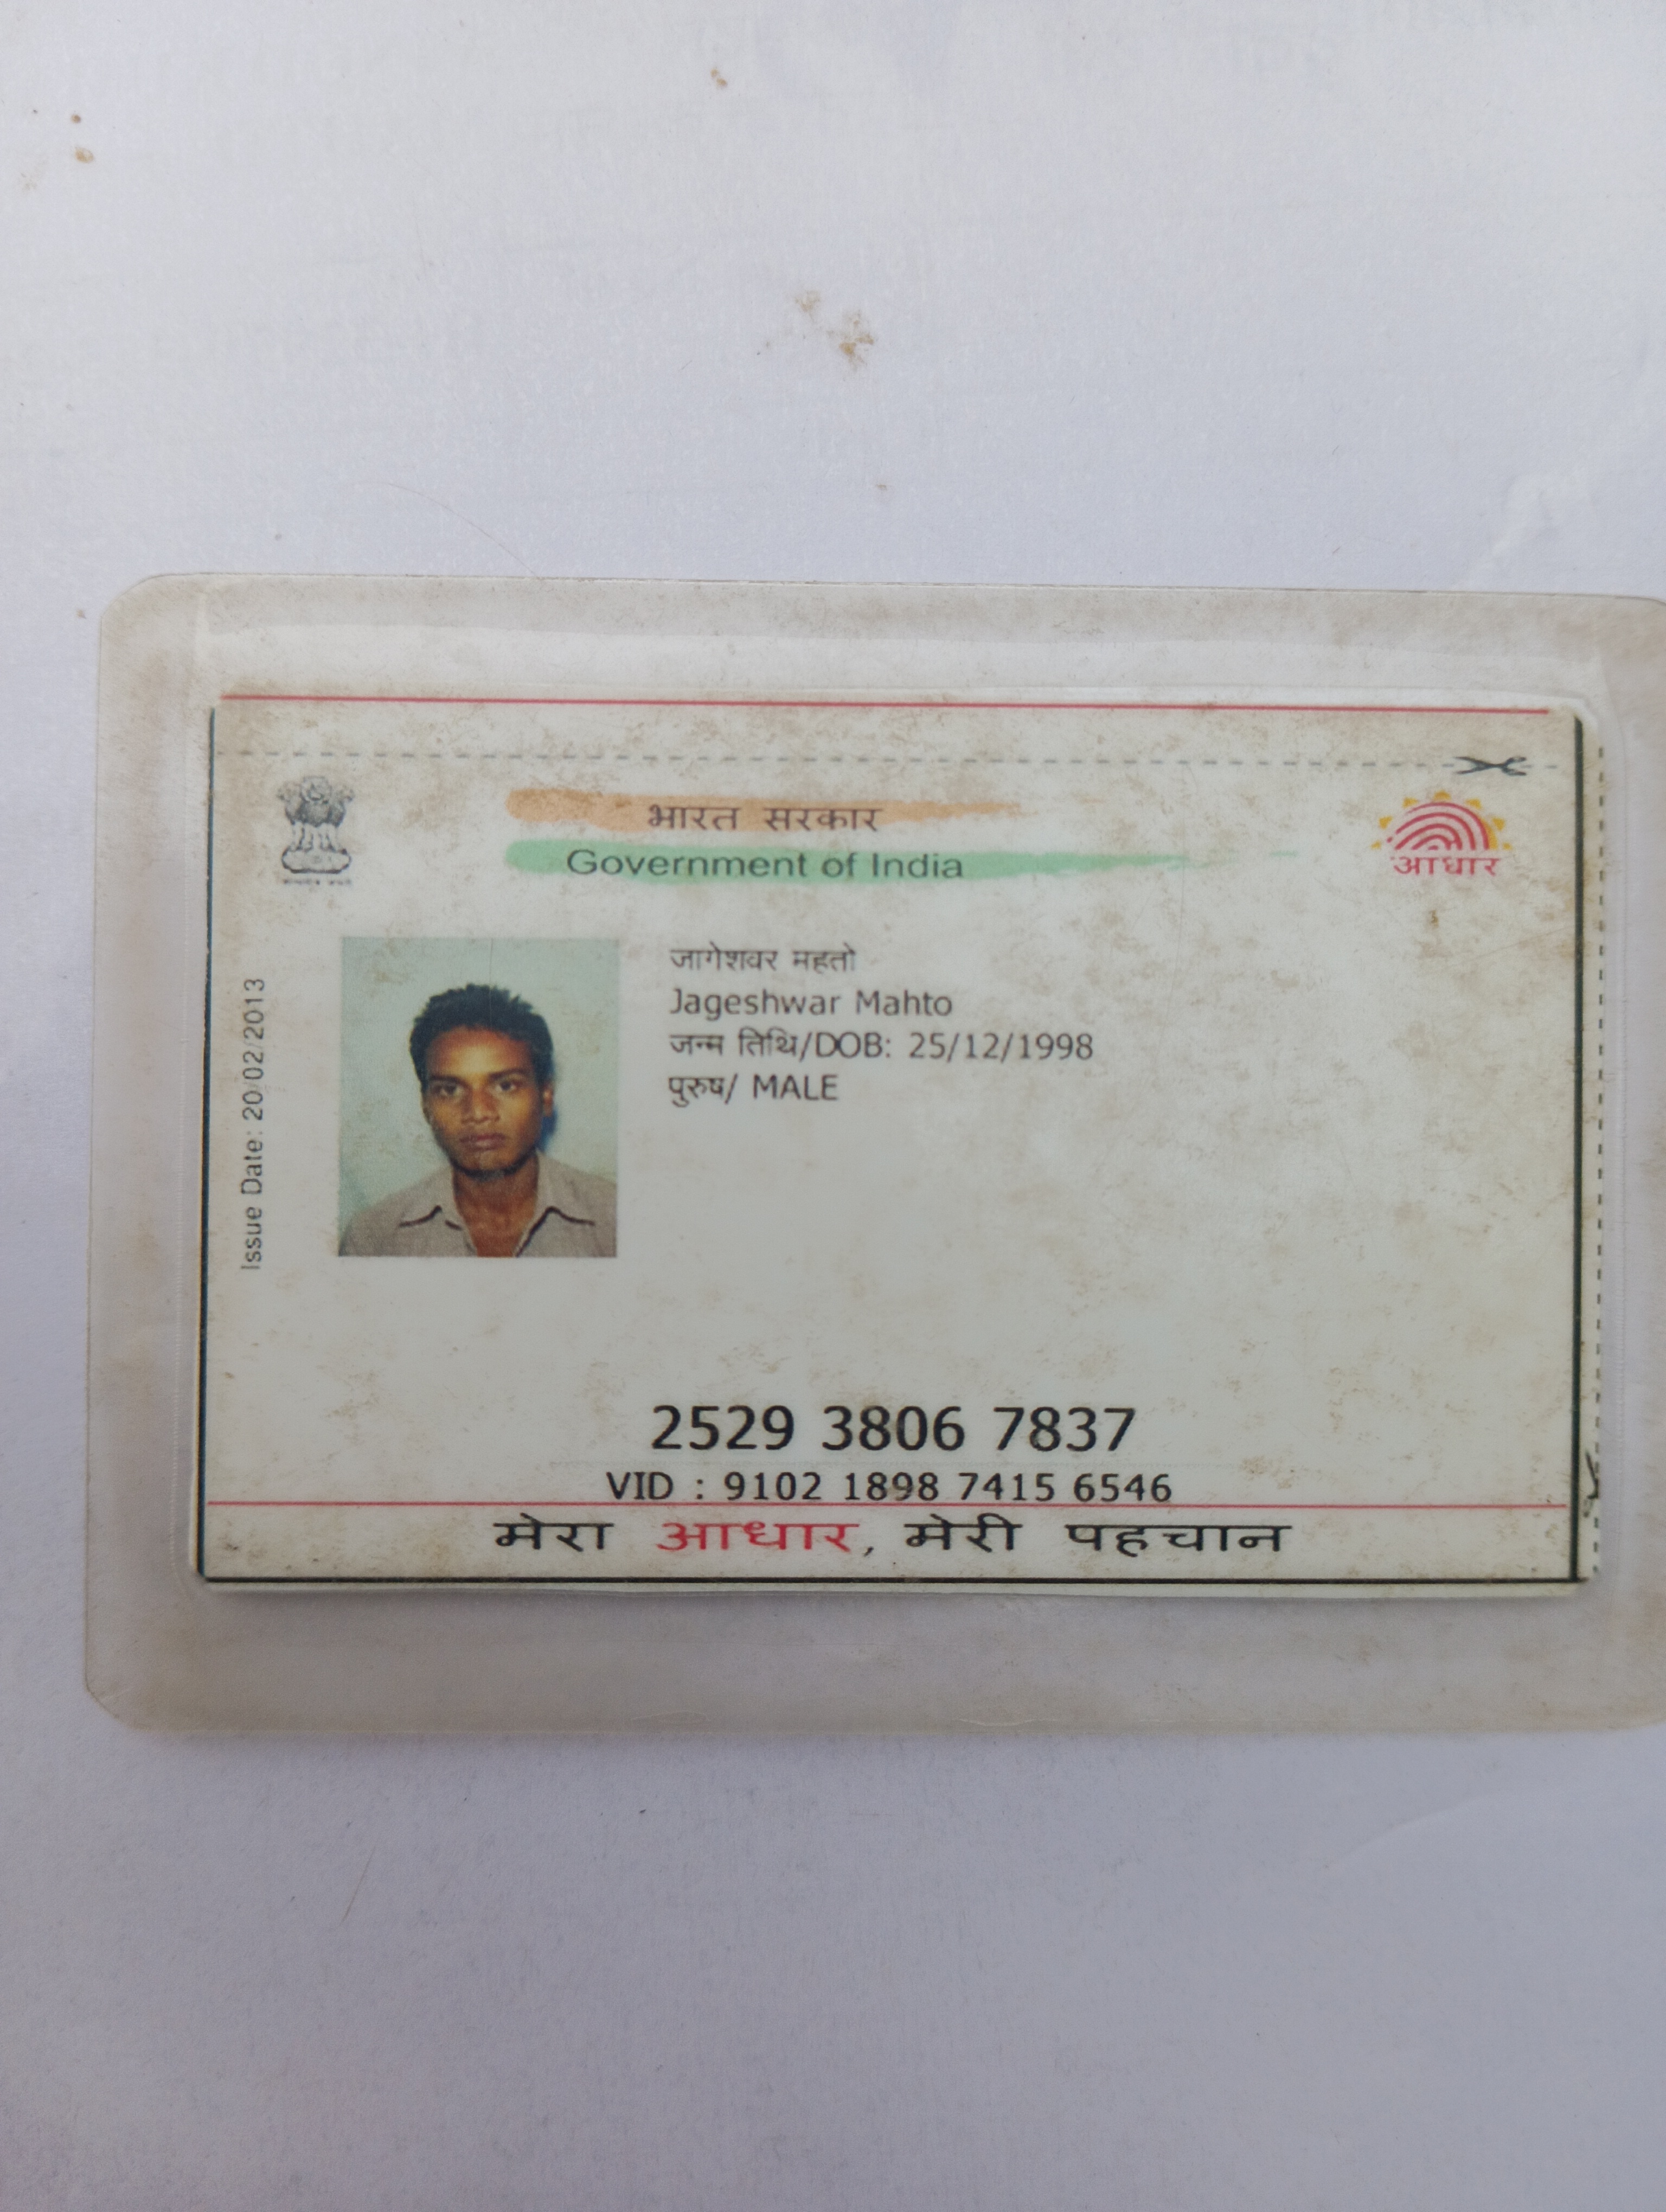 भारत सरकार
Government of India
आधार
Issue Date: 20/02/2013
जागेशवर महतो
Jageshwar Mahto
जन्म तिथि/DOB: 25/12/1998
पुरुष/ MALE
2529 3806 7837
VID : 9102 1898 7415 6546
मेरा आधार, मेरी पहचान